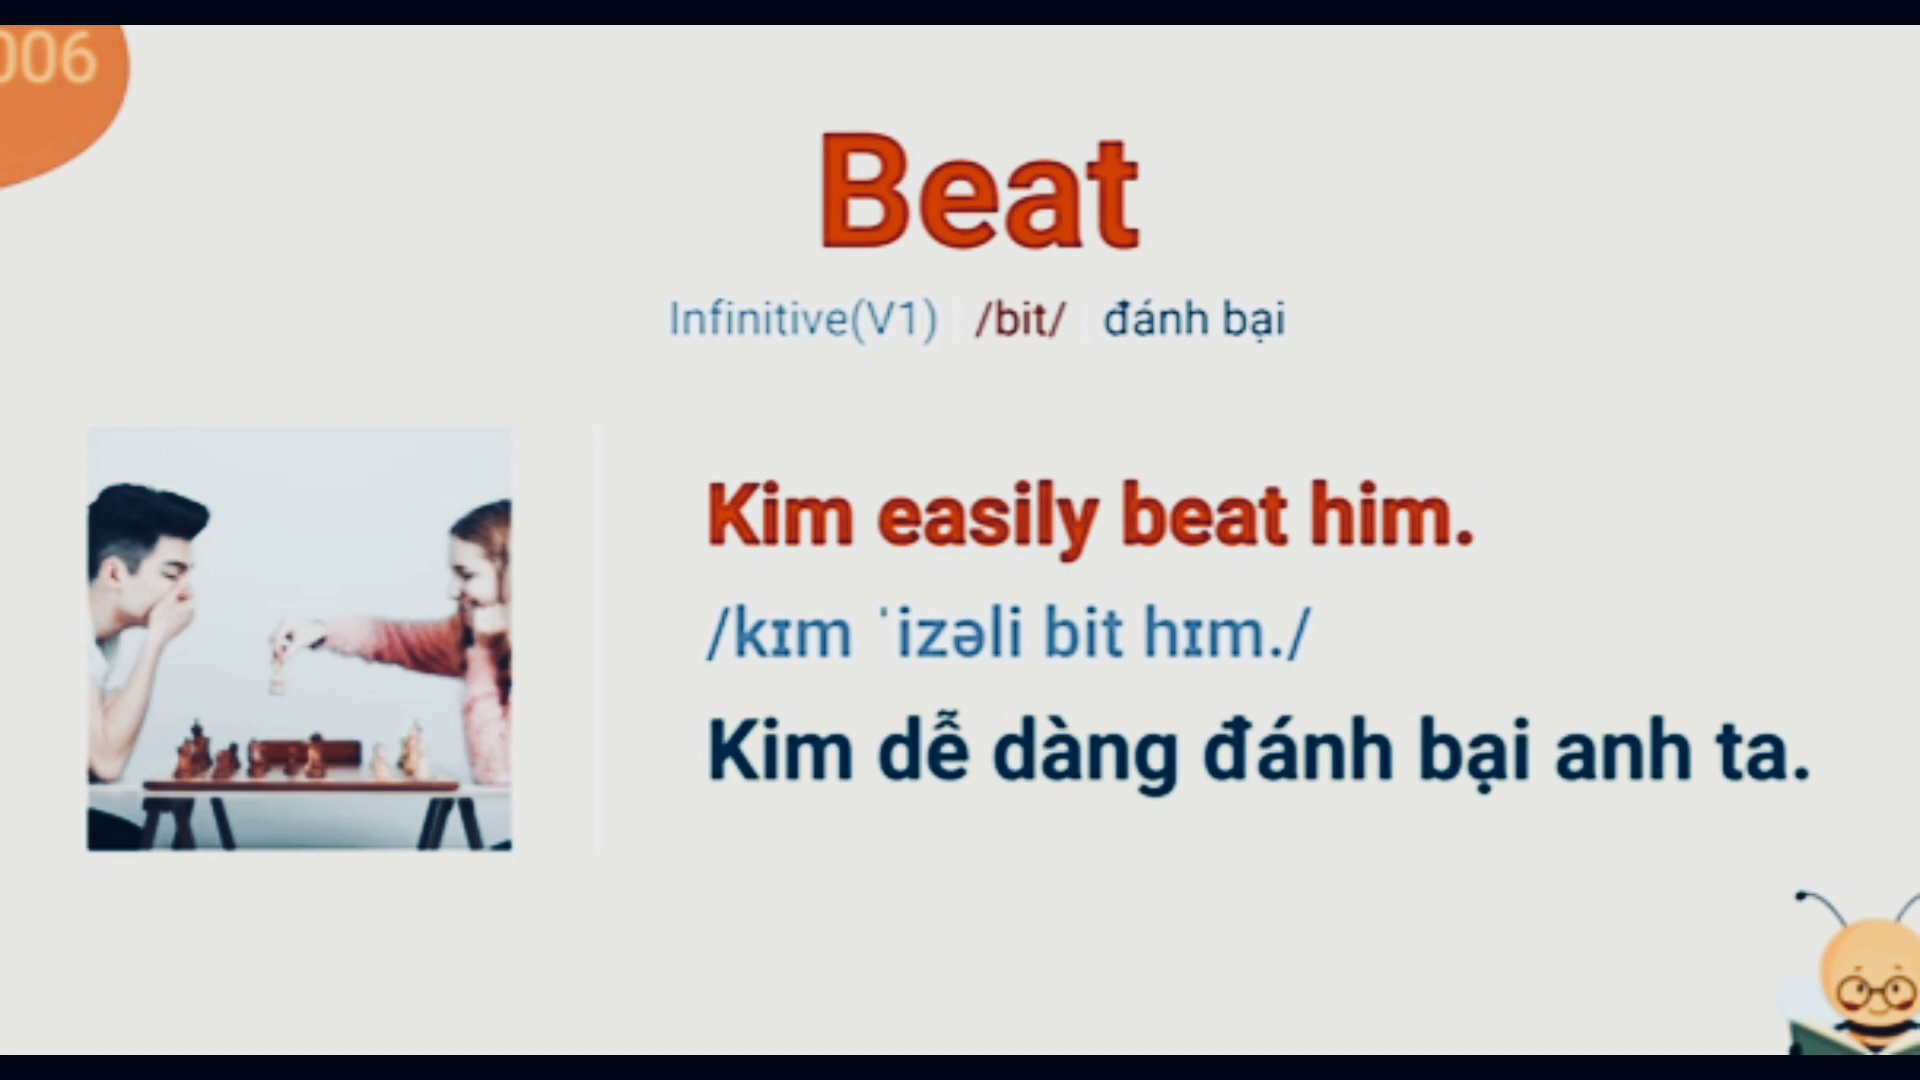 006
Beat
Infinitive(V1) /bit/ đánh bại
Kim easily beat him.
/kɪm ˈizəli bit hɪm./
Kim dễ dàng đánh bại anh ta.